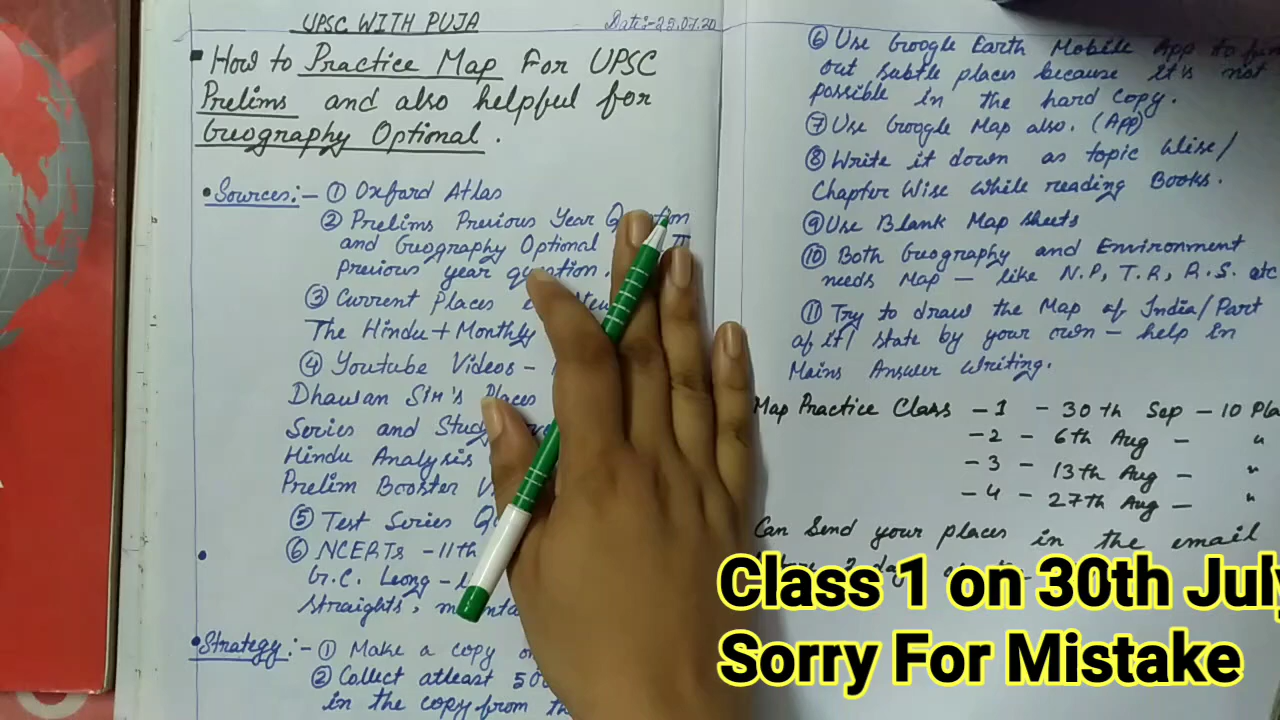 UPSC WITH PUJA
Date:-25.07.20
▪ How to Practice Map For UPSC
Prelims and also helpful for
Geography Optional.
• Sources:- ① Oxford Atlas
② Prelims Previous Year
and Geography Optional II
Previous year question.
③ Current Places
The Hindu + Monthly
④ Youtube Videos -
Dhawan Sir's Places
Series and Study
Hindu Analysis
Prelim Booster
⑤ Test Series
⑥ NCERTs - 11th
G.C. Leong -
Straights,
• Strategy:- ① Make a copy
② Collect atleast
in the copy from
⑥ Use Google Earth Mobile App to
out subtle places because it's not
possible in the hard copy.
⑦ Use Groggle Map also. (App)
⑧ Write it down as topic Wise/
Chapter Wise while reading Books.
⑨ Use Blank Map sheets
⑩ Both Geography and Environment
needs Map - like N.P, T.R, R.S. etc
⑪ Try to draw the Map of India/Part
of it/ state by your own - help in
Mains Answer Writing.
Map Practice Class - 1 - 30th Sep - 10
- 2 - 6th Aug - "
- 3 - 13th Aug - "
- 4 - 27th Aug - "
Can Send your places in the email
Class 1 on 30th July
Sorry For Mistake